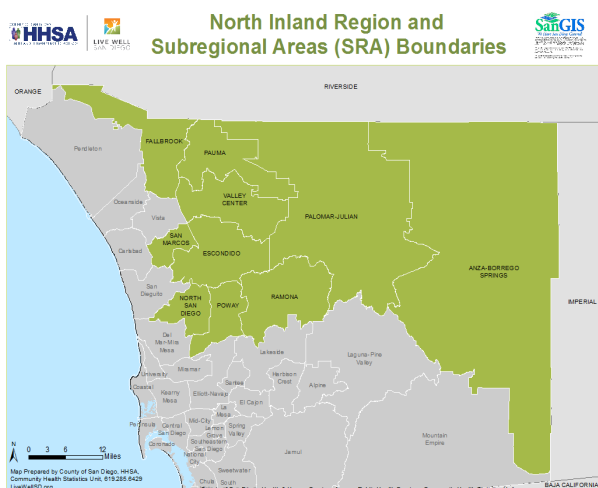 HHSA
LIVE WELL
SAN DIEGO
North Inland Region and
Subregional Areas (SRA) Boundaries
SanGIS
ORANGE
RIVERSIDE
FALLBROOK
PAUMA
Pendleton
VALLEY
CENTER
Oceanside
Vista
PALOMAR-JULIAN
SAN
MARCOS
Carlsbad
ESCONDIDO
ANZA-BORREGO
SPRINGS
San
Dieguito
NORTH
SAN
DIEGO
POWAY
RAMONA
IMPERIAL
Del
Mar-Mira
Mesa
Lakeside
Laguna-Pine
Valley
University
Miramar
Coastal
Santee
Harbison
Crest
Alpine
Kearny
Mesa
Elliott-Navajo
El Cajon
La
Mesa
Peninsula
Central
San Diego
Mid-City
Lemon
Grove
Spring
Valley
Mountain
Empire
Coronado
Southeastern
San Diego
National
City
Jamul
Sweetwater
Chula
South
N
0 3 6 12
Miles
Map Prepared by County of San Diego, HHSA,
Community Health Statistics Unit, 619.285.6429
LiveWellSD.org
BAJA CALIFORNIA